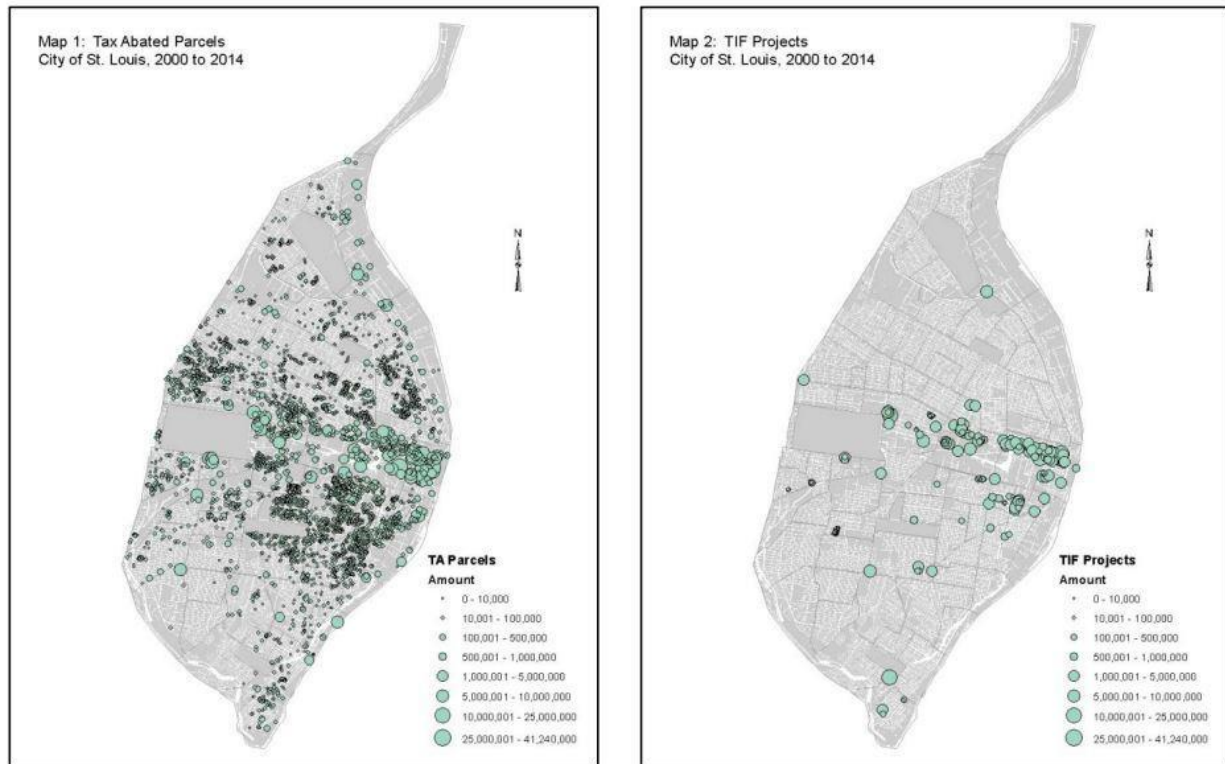 Map 1: Tax Abated Parcels
City of St. Louis, 2000 to 2014
N
TA Parcels
Amount
0 - 10,000
10,001 - 100,000
100,001 - 500,000
500,001 - 1,000,000
1,000,001 - 5,000,000
5,000,001 - 10,000,000
10,000,001 - 25,000,000
25,000,001 - 41,240,000
Map 2: TIF Projects
City of St. Louis, 2000 to 2014
N
TIF Projects
Amount
0 - 10,000
10,001 - 100,000
100,001 - 500,000
500,001 - 1,000,000
1,000,001 - 5,000,000
5,000,001 - 10,000,000
10,000,001 - 25,000,000
25,000,001 - 41,240,000